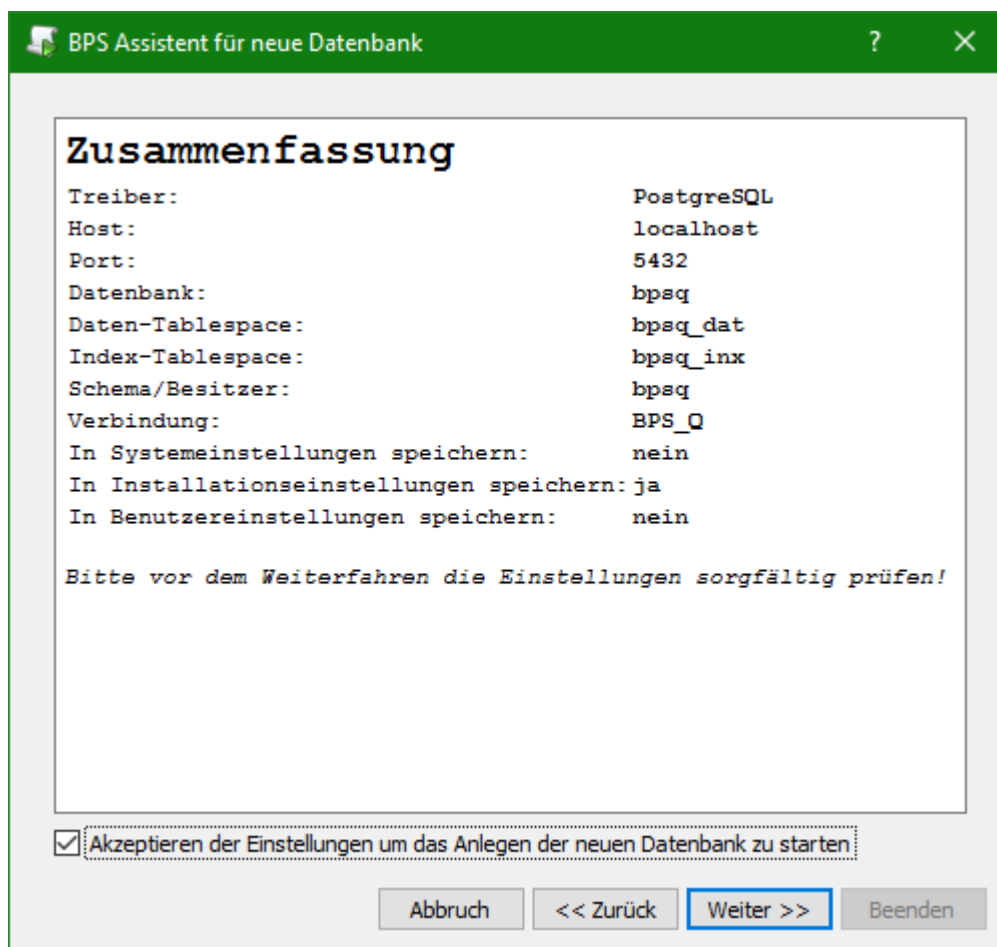 BPS Assistent für neue Datenbank ?
Zusammenfassung
Treiber: PostgreSQL
Host: localhost
Port: 5432
Datenbank: bpsq
Daten-Tablespace: bpsq_dat
Index-Tablespace: bpsq_inx
Schema/Besitzer: bpsq
Verbindung: BPS_Q
In Systemeinstellungen speichern: nein
In Installationseinstellungen speichern: ja
In Benutzereinstellungen speichern: nein
Bitte vor dem Weiterfahren die Einstellungen sorgfältig prüfen!
Akzeptieren der Einstellungen um das Anlegen der neuen Datenbank zu starten
Abbruch << Zurück Weiter >> Beenden